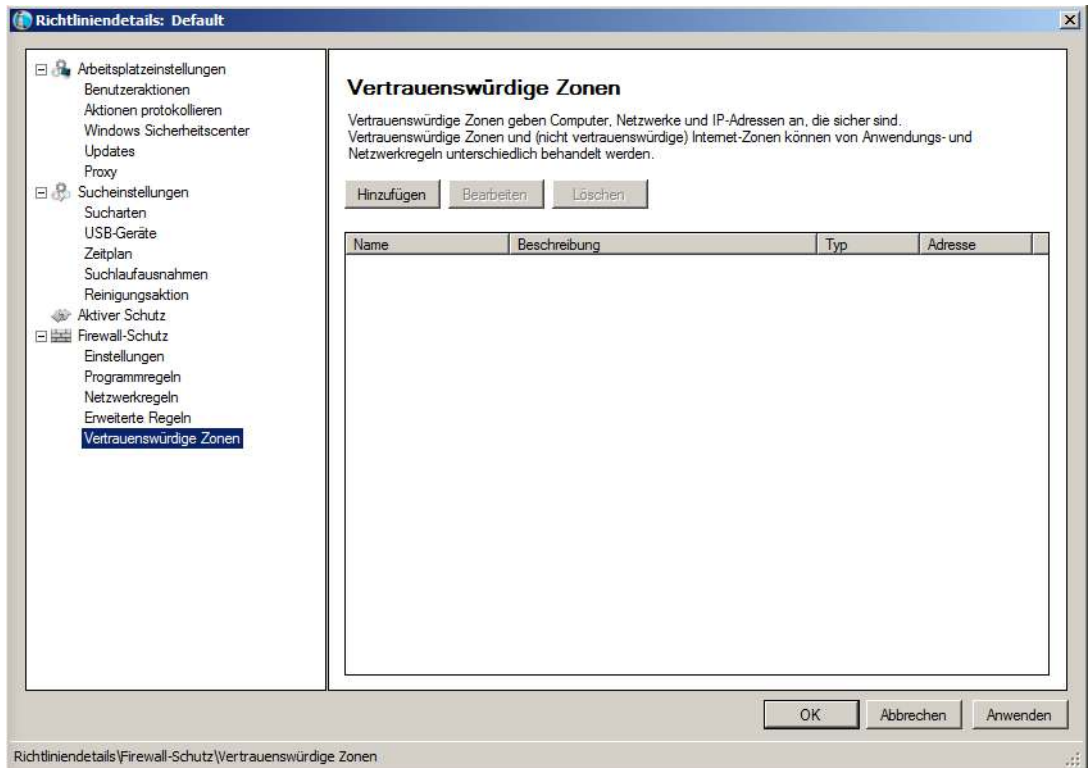 Richtliniendetails: Default
Arbeitsplatzeinstellungen
Benutzeraktionen
Aktionen protokollieren
Windows Sicherheitscenter
Updates
Proxy
Sucheinstellungen
Sucharten
USB-Geräte
Zeitplan
Suchlaufausnahmen
Reinigungsaktion
Aktiver Schutz
Firewall-Schutz
Einstellungen
Programmregeln
Netzwerkregeln
Erweiterte Regeln
Vertrauenswürdige Zonen
Vertrauenswürdige Zonen
Vertrauenswürdige Zonen geben Computer, Netzwerke und IP-Adressen an, die sicher sind.
Vertrauenswürdige Zonen und (nicht vertrauenswürdige) Internet-Zonen können von Anwendungs- und
Netzwerkregeln unterschiedlich behandelt werden.
Hinzufügen Bearbeiten Löschen
Name Beschreibung Typ Adresse
OK Abbrechen Anwenden
Richtliniendetails\Firewall-Schutz\Vertrauenswürdige Zonen